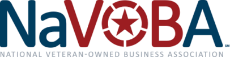 NaVOBA
NATIONAL VETERAN-OWNED BUSINESS ASSOCIATION